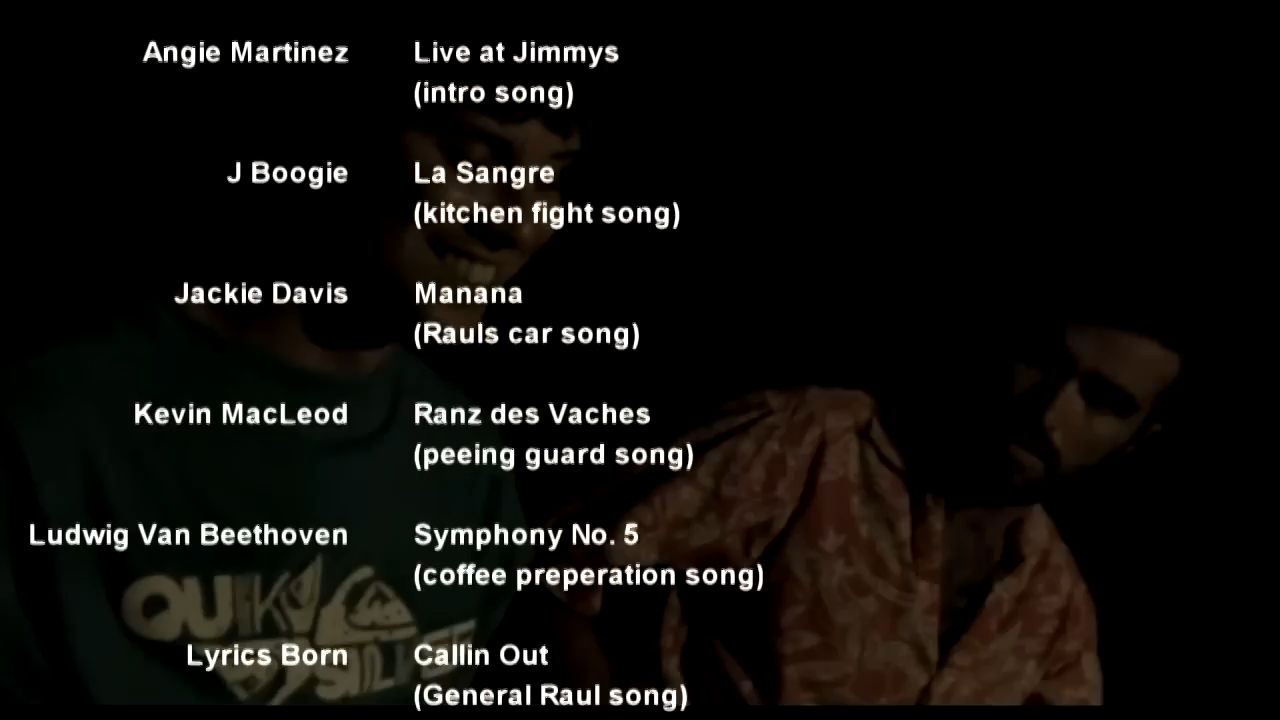 Angie Martinez Live at Jimmys
(intro song)
J Boogie La Sangre
(kitchen fight song)
Jackie Davis Manana
(Rauls car song)
Kevin MacLeod Ranz des Vaches
(peeing guard song)
Ludwig Van Beethoven Symphony No. 5
(coffee preperation song)
QUIK
SILVER
Lyrics Born Callin Out
(General Raul song)